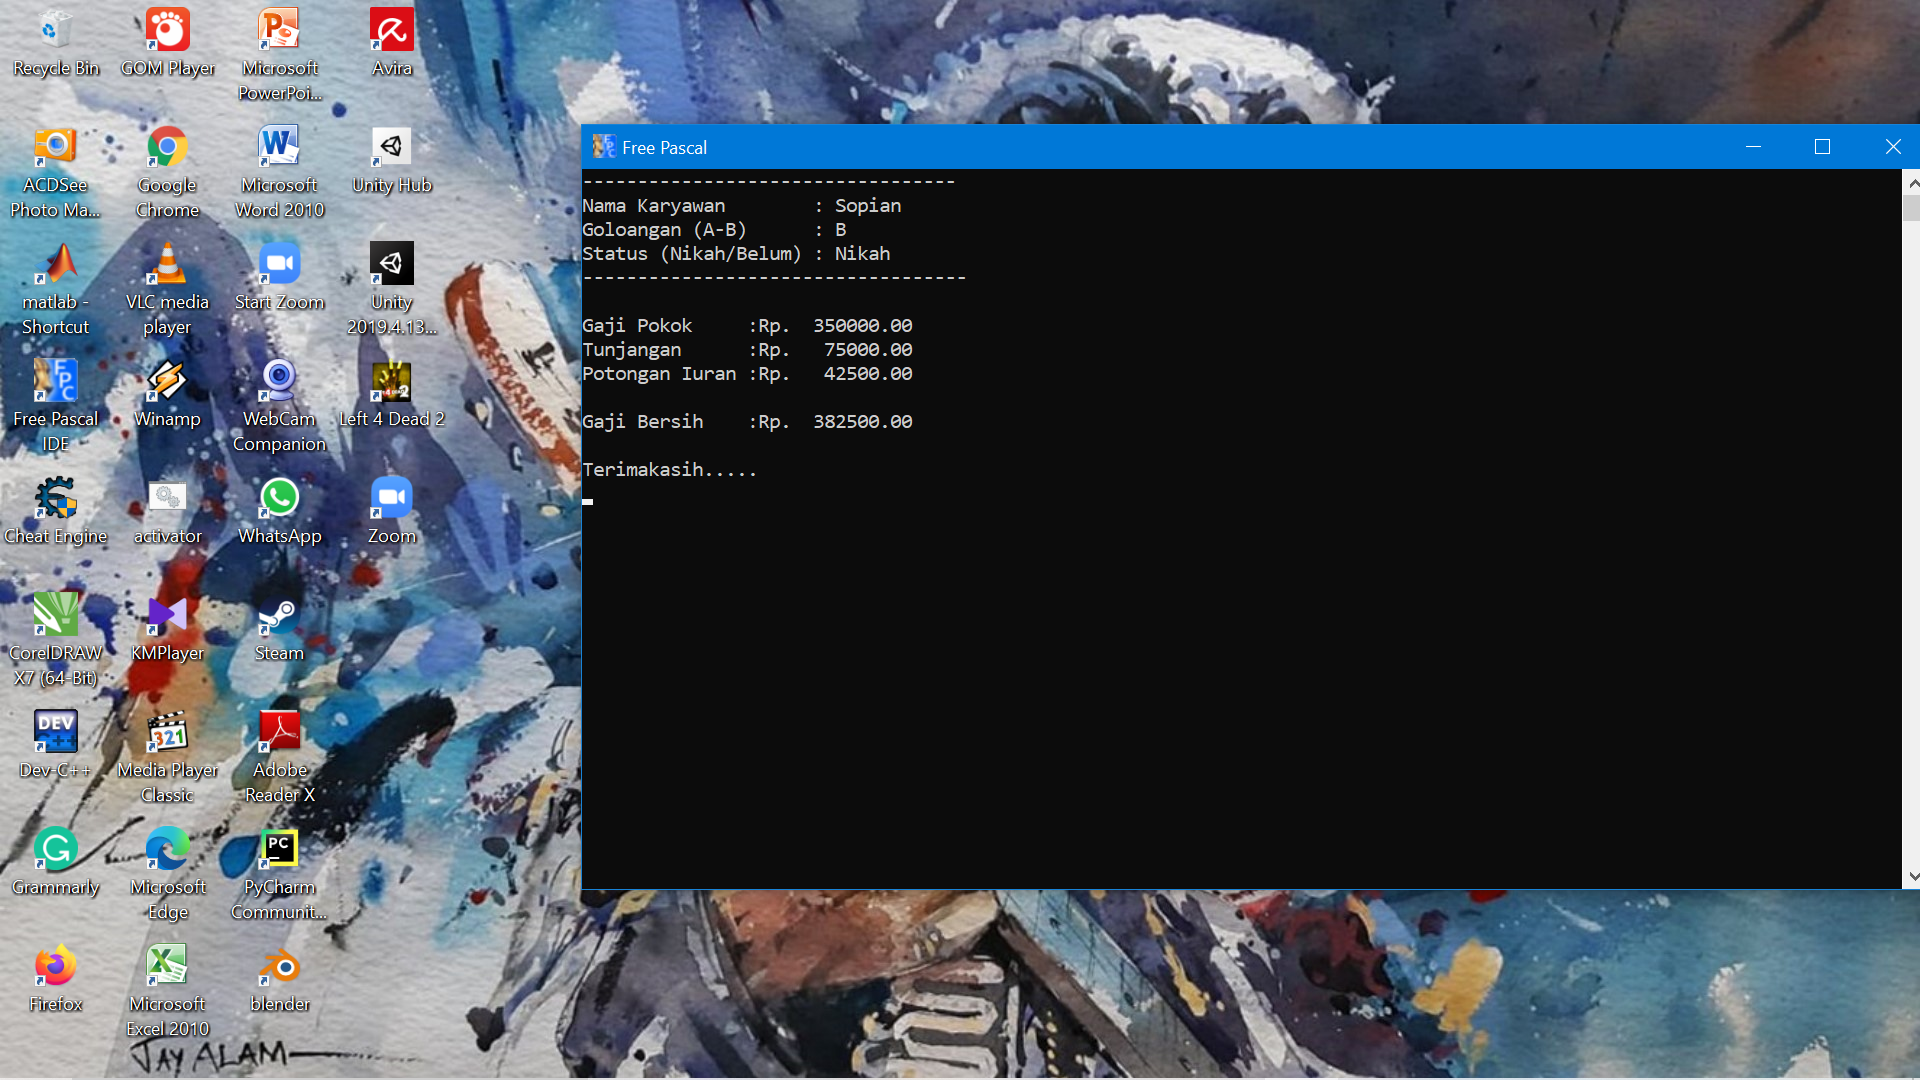 Recycle Bin
GOM Player
Microsoft
PowerPoi...
Avira
ACDSee
Photo Ma...
Google
Chrome
Microsoft
Word 2010
Unity Hub
matlab -
Shortcut
VLC media
player
Start Zoom
Unity
2019.4.13...
Free Pascal
IDE
Winamp
WebCam
Companion
Left 4 Dead 2
Cheat Engine
activator
WhatsApp
Zoom
CorelDRAW
X7 (64-Bit)
KMPlayer
Steam
DEV
C++
321
Dev-C++
Media Player
Classic
Adobe
Reader X
PC
Grammarly
Microsoft
Edge
PyCharm
Communit...
Firefox
Microsoft
Excel 2010
blender
JAY ALAM
Free Pascal
----------------------------------
Nama Karyawan        : Sopian
Goloangan (A-B)      : B
Status (Nikah/Belum) : Nikah
-----------------------------------
Gaji Pokok     :Rp.  350000.00
Tunjangan      :Rp.   75000.00
Potongan Iuran :Rp.   42500.00
Gaji Bersih    :Rp.  382500.00
Terimakasih.....